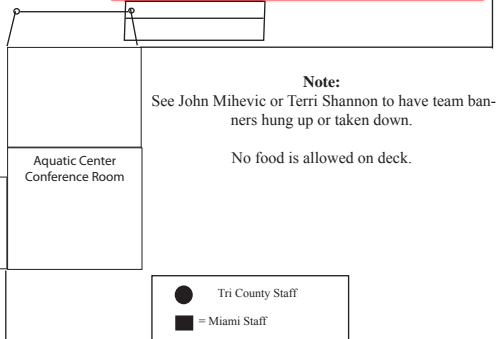 Note:
See John Mihevic or Terri Shannon to have team ban-
ners hung up or taken down.
No food is allowed on deck.
Aquatic Center
Conference Room
Tri County Staff
= Miami Staff